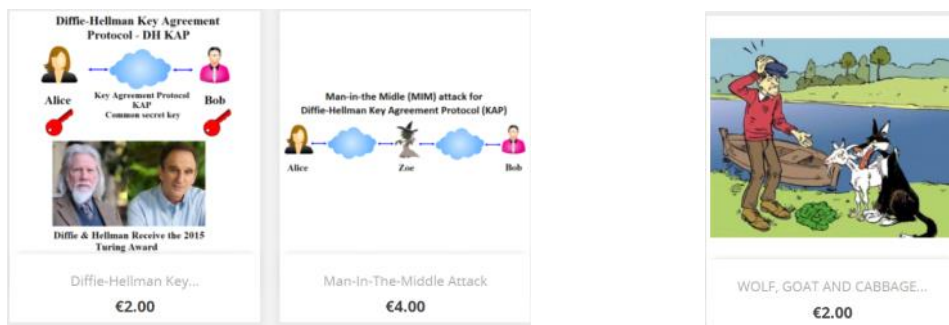 Diffie-Hellman Key Agreement
Protocol - DH KAP
Alice
Key Agreement Protocol
KAP
Common secret key
Bob
Diffie & Hellman Receive the 2015
Turing Award
Diffie-Hellman Key...
€2.00
Man-in-the Midle (MIM) attack for
Diffie-Hellman Key Agreement Protocol (KAP)
Alice
Zoe
Bob
Man-In-The-Middle Attack
€4.00
WOLF, GOAT AND CABBAGE...
€2.00